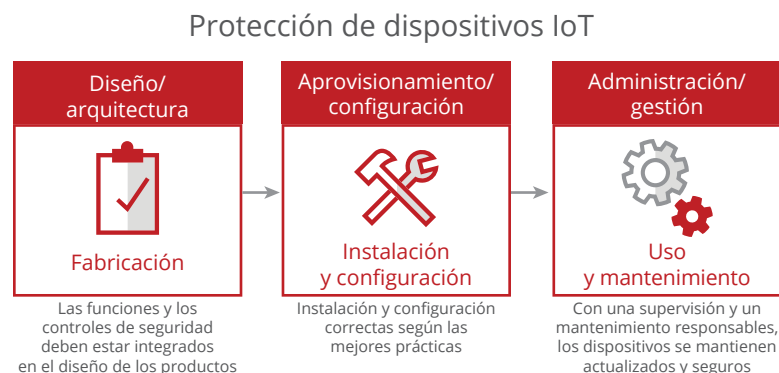 Protección de dispositivos IoT
Diseño/
arquitectura
Fabricación
Las funciones y los
controles de seguridad
deben estar integrados
en el diseño de los productos
Aprovisionamiento/
configuración
Instalación
y configuración
Instalación y configuración
correctas según las
mejores prácticas
Administración/
gestión
Uso
y mantenimiento
Con una supervisión y un
mantenimiento responsables,
los dispositivos se mantienen
actualizados y seguros